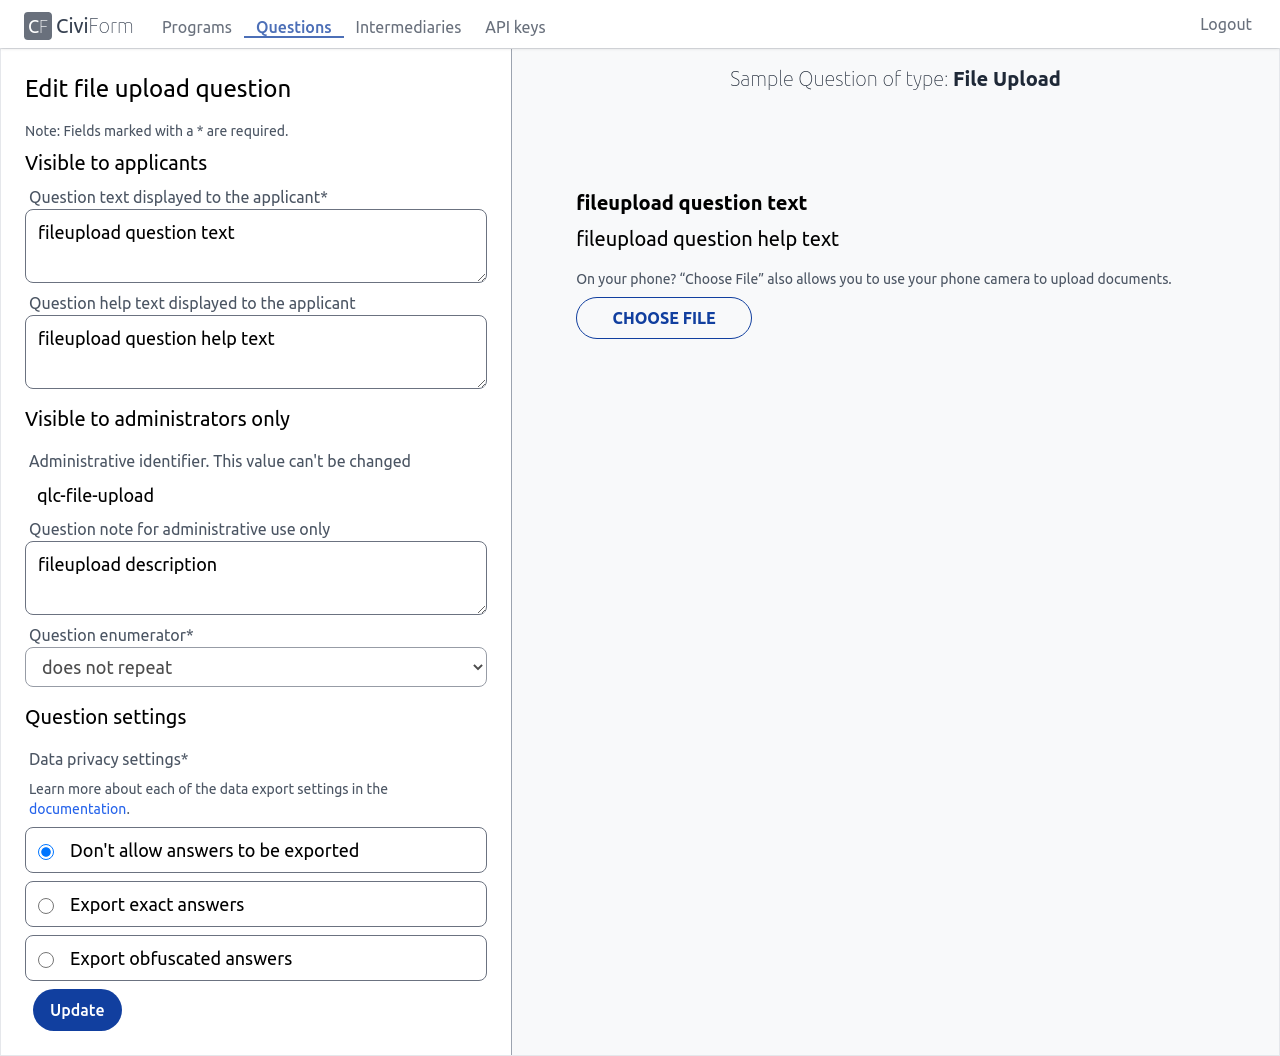 CF CiviForm Programs Questions Intermediaries API keys Logout
Edit file upload question
Note: Fields marked with a * are required.
Visible to applicants
Question text displayed to the applicant*
fileupload question text
Question help text displayed to the applicant
fileupload question help text
Visible to administrators only
Administrative identifier. This value can't be changed
qlc-file-upload
Question note for administrative use only
fileupload description
Question enumerator*
does not repeat
Question settings
Data privacy settings*
Learn more about each of the data export settings in the
documentation.
Don't allow answers to be exported
Export exact answers
Export obfuscated answers
Update
Sample Question of type: File Upload
fileupload question text
fileupload question help text
On your phone? “Choose File” also allows you to use your phone camera to upload documents.
CHOOSE FILE